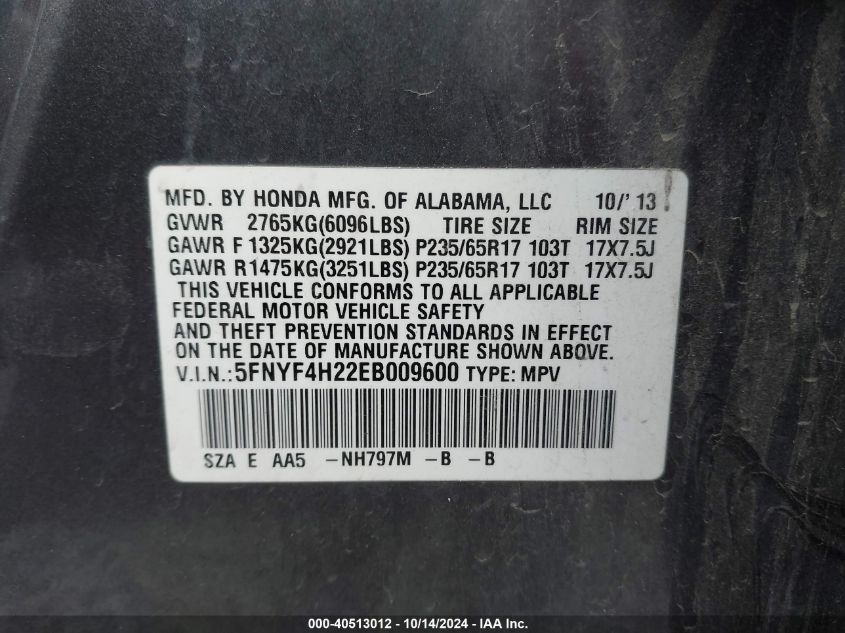 MFD. BY HONDA MFG. OF ALABAMA, LLC 10/' 13
GVWR 2765KG(6096LBS) TIRE SIZE RIM SIZE
GAWR F 1325KG(2921LBS) P235/65R17 103T 17X7.5J
GAWR R1475KG(3251LBS) P235/65R17 103T 17X7.5J
THIS VEHICLE CONFORMS TO ALL APPLICABLE
FEDERAL MOTOR VEHICLE SAFETY
AND THEFT PREVENTION STANDARDS IN EFFECT
ON THE DATE OF MANUFACTURE SHOWN ABOVE.
V.I.N.:5FNYF4H22EB009600 TYPE: MPV
SZA E AA5 -NH797M -B -B
000-40513012 - 10/14/2024 - IAA Inc.